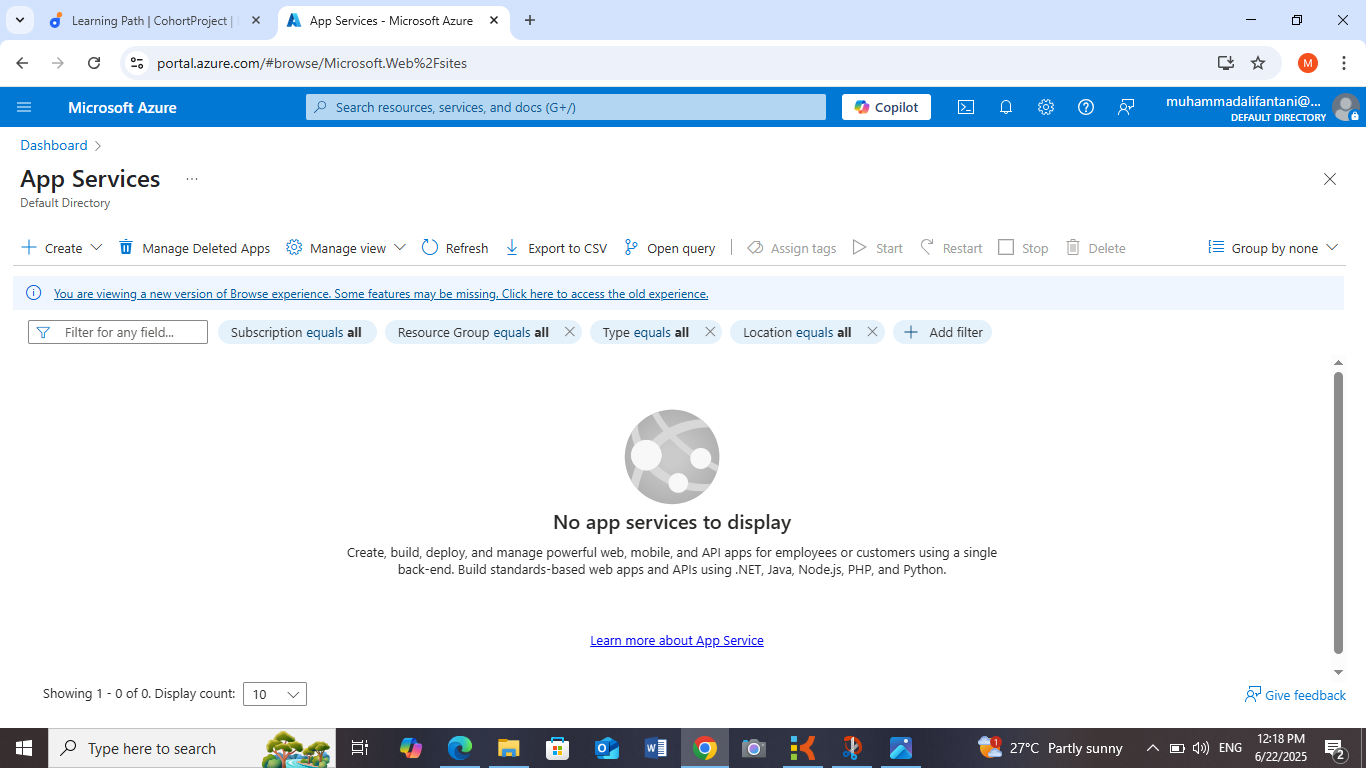 Learning Path | CohortProject |
App Services - Microsoft Azure
portal.azure.com/#browse/Microsoft.Web%2Fsites
M
Microsoft Azure
Search resources, services, and docs (G+/)
Copilot
muhammadalifantani@...
DEFAULT DIRECTORY
Dashboard
App Services
...
Default Directory
Create
Manage Deleted Apps
Manage view
Refresh
Export to CSV
Open query
Assign tags
Start
Restart
Stop
Delete
Group by none
You are viewing a new version of Browse experience. Some features may be missing. Click here to access the old experience.
Filter for any field...
Subscription equals all
Resource Group equals all
Type equals all
Location equals all
Add filter
No app services to display
Create, build, deploy, and manage powerful web, mobile, and API apps for employees or customers using a single
back-end. Build standards-based web apps and APIs using .NET, Java, Node.js, PHP, and Python.
Learn more about App Service
Showing 1 - 0 of 0. Display count:
10
Give feedback
Type here to search
1
27°C Partly sunny
ENG
12:18 PM
6/22/2025
2